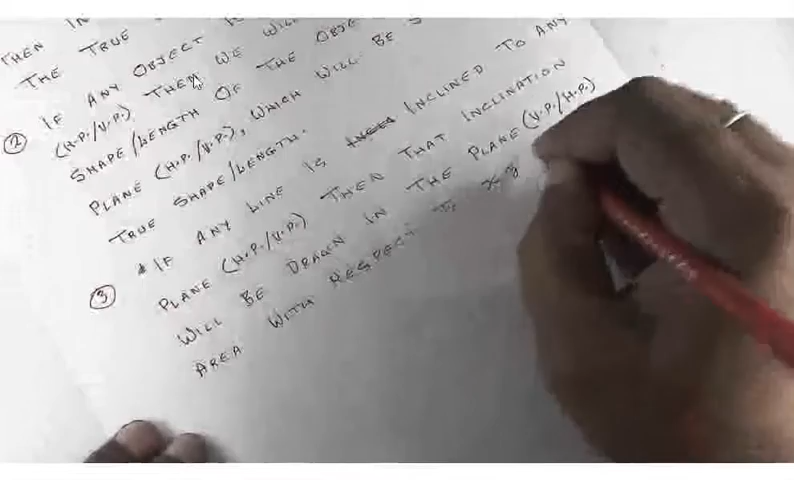 THEN IN
THE TRUE
② IF ANY OBJECT IS
(H.P./V.P.) THEN WE WILL
SHAPE/LENGTH OF THE OBJE
PLANE (H.P./V.P.), WHICH WILL BE S
TRUE SHAPE/LENGTH.
③ * IF ANY LINE IS INCLINED TO ANY
PLANE (H.P./V.P.) THEN THAT INCLINATION
WILL BE DRAWN IN THE PLANE (V.P./H.P.)
AREA WITH RESPECT TO X-Y